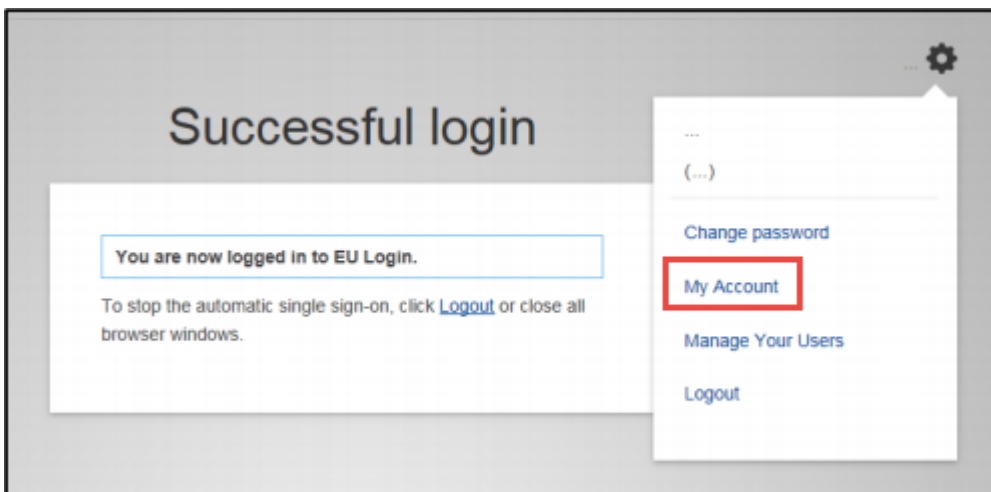 ...
Successful login
You are now logged in to EU Login.
To stop the automatic single sign-on, click Logout or close all
browser windows.
...
(...)
Change password
My Account
Manage Your Users
Logout